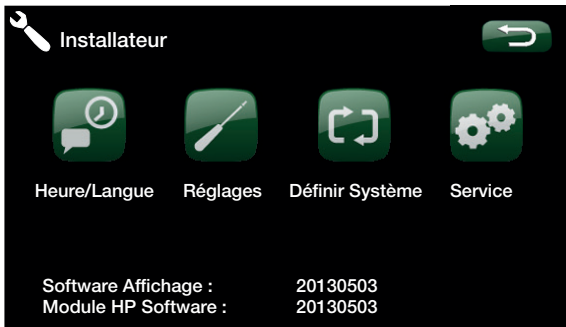 Installateur
Heure/Langue Réglages Définir Système Service
Software Affichage : 20130503
Module HP Software : 20130503